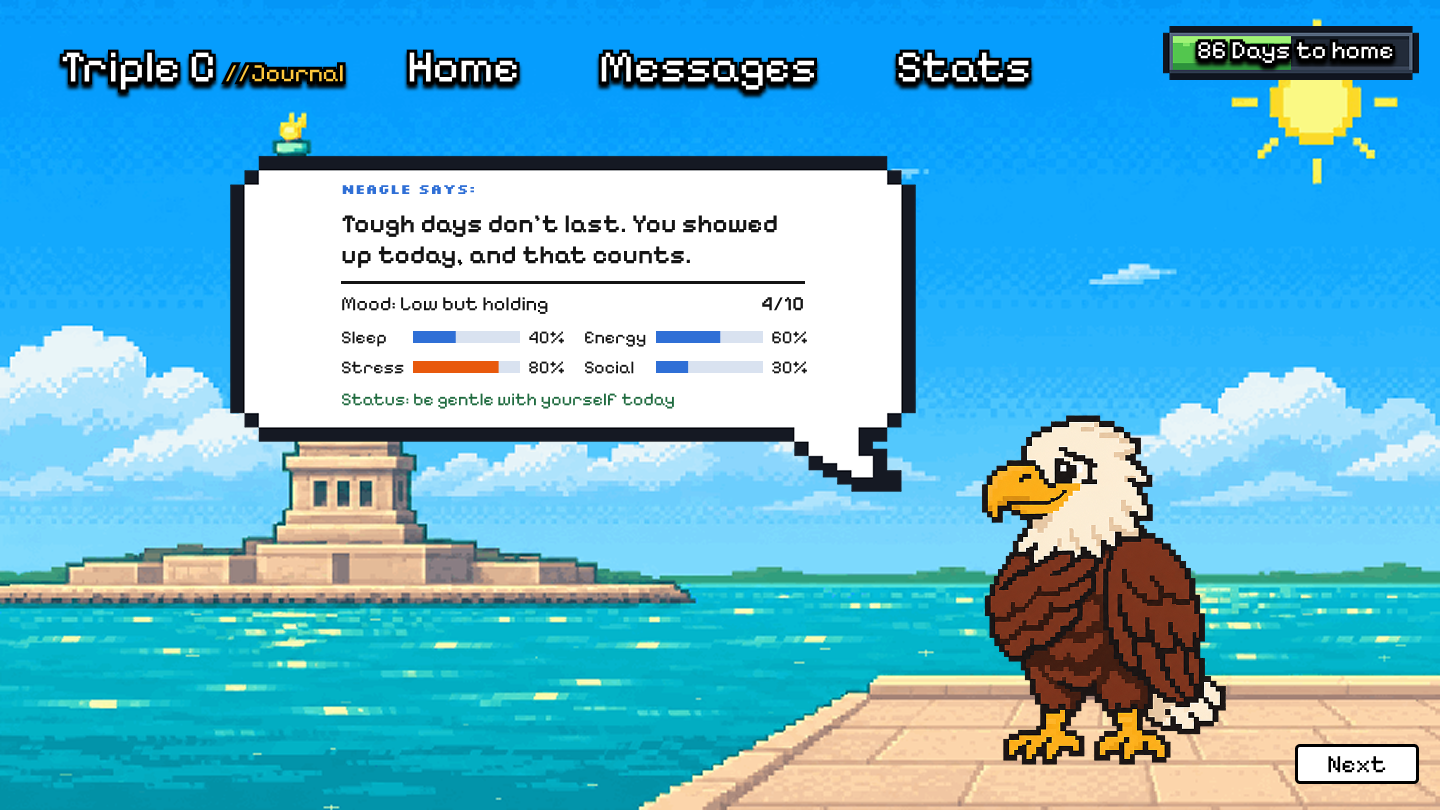 Triple C //Journal
Home
Messages
Stats
86 Days to home
NEAGLE SAYS:
Tough days don't last. You showed
up today, and that counts.
Mood: Low but holding 4/10
Sleep 40% Energy 60%
Stress 80% Social 30%
Status: be gentle with yourself today
Next